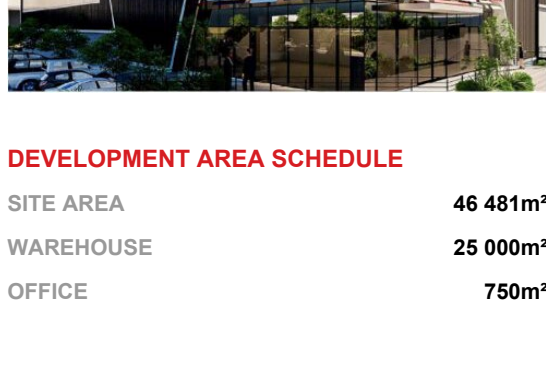 DEVELOPMENT AREA SCHEDULE
SITE AREA 46 481m²
WAREHOUSE 25 000m²
OFFICE 750m²